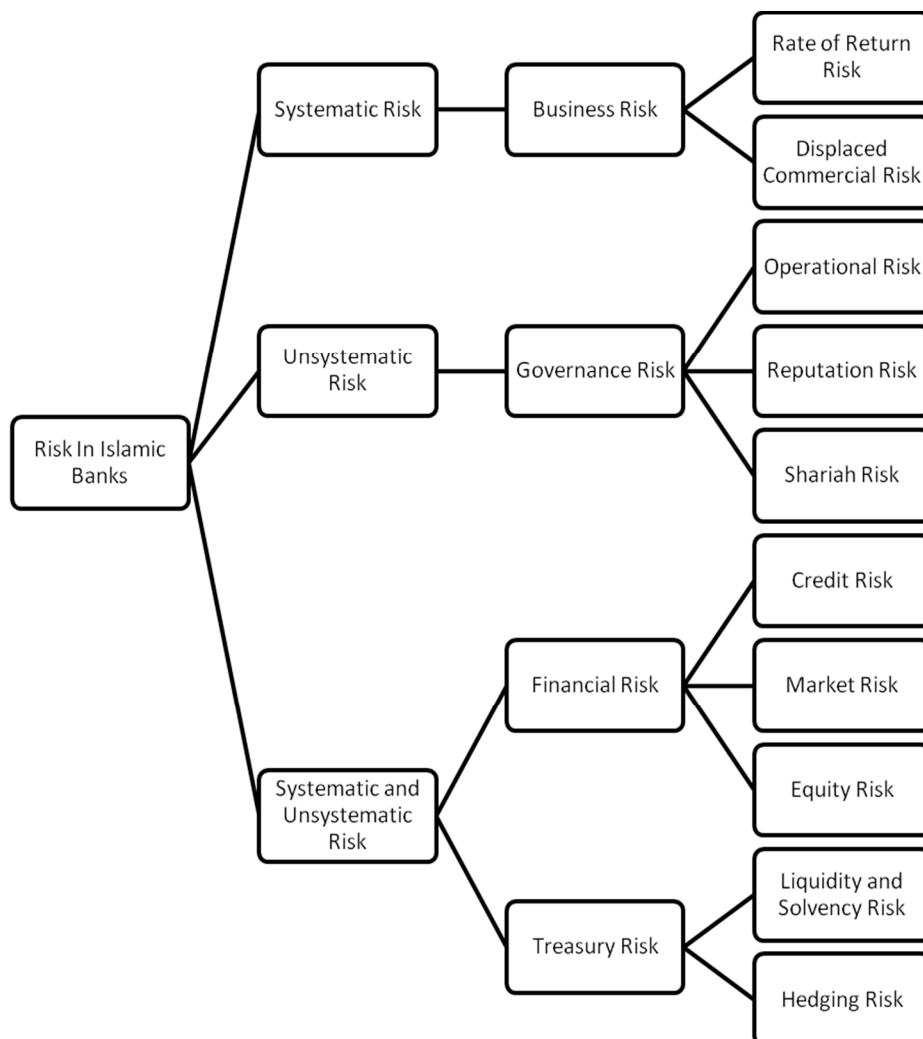 Risk In Islamic
Banks
Systematic Risk
Business Risk
Rate of Return
Risk
Displaced
Commercial Risk
Unsystematic
Risk
Governance Risk
Operational Risk
Reputation Risk
Shariah Risk
Systematic and
Unsystematic
Risk
Financial Risk
Credit Risk
Market Risk
Equity Risk
Treasury Risk
Liquidity and
Solvency Risk
Hedging Risk